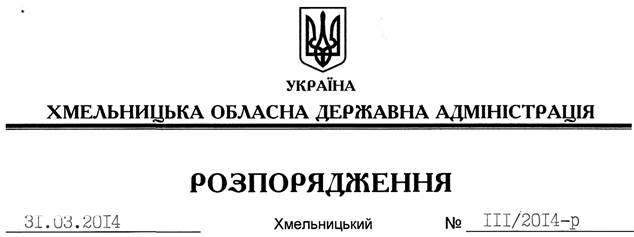 УКРАЇНА
ХМЕЛЬНИЦЬКА ОБЛАСНА ДЕРЖАВНА АДМІНІСТРАЦІЯ
РОЗПОРЯДЖЕННЯ
31.03.2014 Хмельницький № 111/2014-р